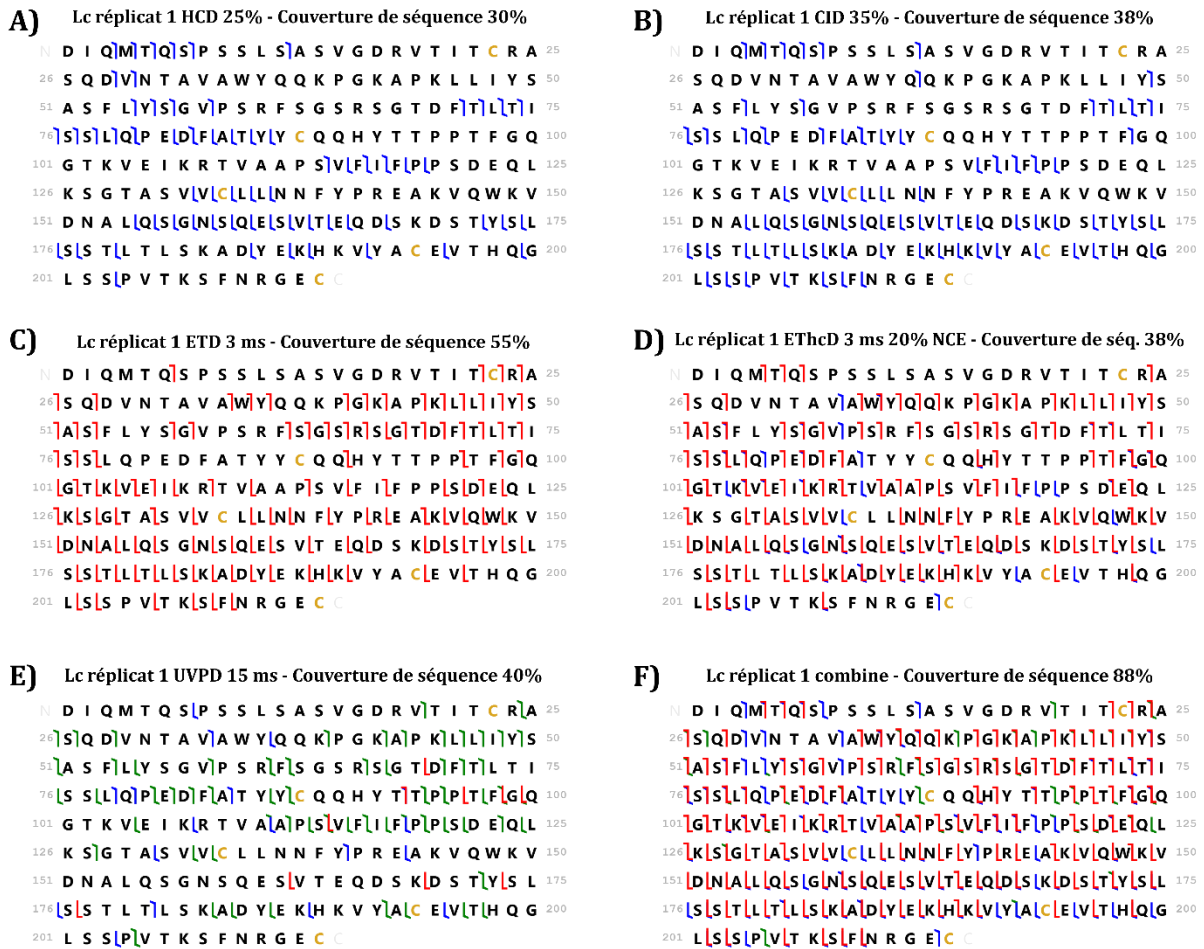 A) Lc réplicat 1 HCD 25% - Couverture de séquence 30%
N D I Q M T Q S P S S L S A S V G D R V T I T C R A 25
26 S Q D V N T A V A W Y Q Q K P G K A P K L L I Y S 50
51 A S F L Y S G V P S R F S G S R S G T D F T L T I 75
76 S S L Q P E D F A T Y Y C Q Q H Y T T P P T F G Q 100
101 G T K V E I K R T V A A P S V F I F P P S D E Q L 125
126 K S G T A S V V C L L N N F Y P R E A K V Q W K V 150
151 D N A L Q S G N S Q E S V T E Q D S K D S T Y S L 175
176 S S T L T L S K A D Y E K H K V Y A C E V T H Q G 200
201 L S S P V T K S F N R G E C C
B) Lc réplicat 1 CID 35% - Couverture de séquence 38%
N D I Q M T Q S P S S L S A S V G D R V T I T C R A 25
26 S Q D V N T A V A W Y Q Q K P G K A P K L L I Y S 50
51 A S F L Y S G V P S R F S G S R S G T D F T L T I 75
76 S S L Q P E D F A T Y Y C Q Q H Y T T P P T F G Q 100
101 G T K V E I K R T V A A P S V F I F P P S D E Q L 125
126 K S G T A S V V C L L N N F Y P R E A K V Q W K V 150
151 D N A L Q S G N S Q E S V T E Q D S K D S T Y S L 175
176 S S T L T L S K A D Y E K H K V Y A C E V T H Q G 200
201 L S S P V T K S F N R G E C C
C) Lc réplicat 1 ETD 3 ms - Couverture de séquence 55%
N D I Q M T Q S P S S L S A S V G D R V T I T C R A 25
26 S Q D V N T A V A W Y Q Q K P G K A P K L L I Y S 50
51 A S F L Y S G V P S R F S G S R S G T D F T L T I 75
76 S S L Q P E D F A T Y Y C Q Q H Y T T P P T F G Q 100
101 G T K V E I K R T V A A P S V F I F P P S D E Q L 125
126 K S G T A S V V C L L N N F Y P R E A K V Q W K V 150
151 D N A L Q S G N S Q E S V T E Q D S K D S T Y S L 175
176 S S T L T L S K A D Y E K H K V Y A C E V T H Q G 200
201 L S S P V T K S F N R G E C C
D) Lc réplicat 1 EThcD 3 ms 20% NCE - Couverture de séq. 38%
N D I Q M T Q S P S S L S A S V G D R V T I T C R A 25
26 S Q D V N T A V A W Y Q Q K P G K A P K L L I Y S 50
51 A S F L Y S G V P S R F S G S R S G T D F T L T I 75
76 S S L Q P E D F A T Y Y C Q Q H Y T T P P T F G Q 100
101 G T K V E I K R T V A A P S V F I F P P S D E Q L 125
126 K S G T A S V V C L L N N F Y P R E A K V Q W K V 150
151 D N A L Q S G N S Q E S V T E Q D S K D S T Y S L 175
176 S S T L T L S K A D Y E K H K V Y A C E V T H Q G 200
201 L S S P V T K S F N R G E C C
E) Lc réplicat 1 UVPD 15 ms - Couverture de séquence 40%
N D I Q M T Q S P S S L S A S V G D R V T I T C R A 25
26 S Q D V N T A V A W Y Q Q K P G K A P K L L I Y S 50
51 A S F L Y S G V P S R F S G S R S G T D F T L T I 75
76 S S L Q P E D F A T Y Y C Q Q H Y T T P P T F G Q 100
101 G T K V E I K R T V A A P S V F I F P P S D E Q L 125
126 K S G T A S V V C L L N N F Y P R E A K V Q W K V 150
151 D N A L Q S G N S Q E S V T E Q D S K D S T Y S L 175
176 S S T L T L S K A D Y E K H K V Y A C E V T H Q G 200
201 L S S P V T K S F N R G E C C
F) Lc réplicat 1 combine - Couverture de séquence 88%
N D I Q M T Q S P S S L S A S V G D R V T I T C R A 25
26 S Q D V N T A V A W Y Q Q K P G K A P K L L I Y S 50
51 A S F L Y S G V P S R F S G S R S G T D F T L T I 75
76 S S L Q P E D F A T Y Y C Q Q H Y T T P P T F G Q 100
101 G T K V E I K R T V A A P S V F I F P P S D E Q L 125
126 K S G T A S V V C L L N N F Y P R E A K V Q W K V 150
151 D N A L Q S G N S Q E S V T E Q D S K D S T Y S L 175
176 S S T L T L S K A D Y E K H K V Y A C E V T H Q G 200
201 L S S P V T K S F N R G E C C